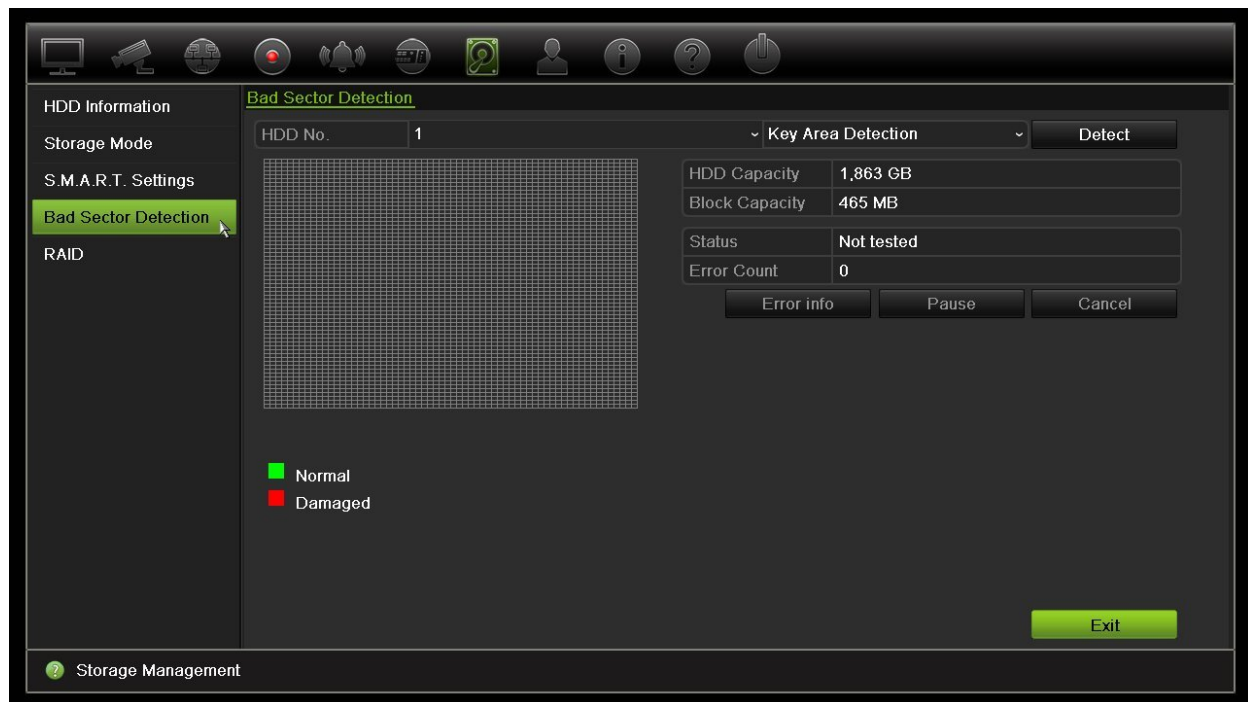 HDD Information
Storage Mode
S.M.A.R.T. Settings
Bad Sector Detection
RAID
Bad Sector Detection
HDD No. 1 Key Area Detection Detect
HDD Capacity 1,863 GB
Block Capacity 465 MB
Status Not tested
Error Count 0
Error info Pause Cancel
Normal
Damaged
Exit
Storage Management